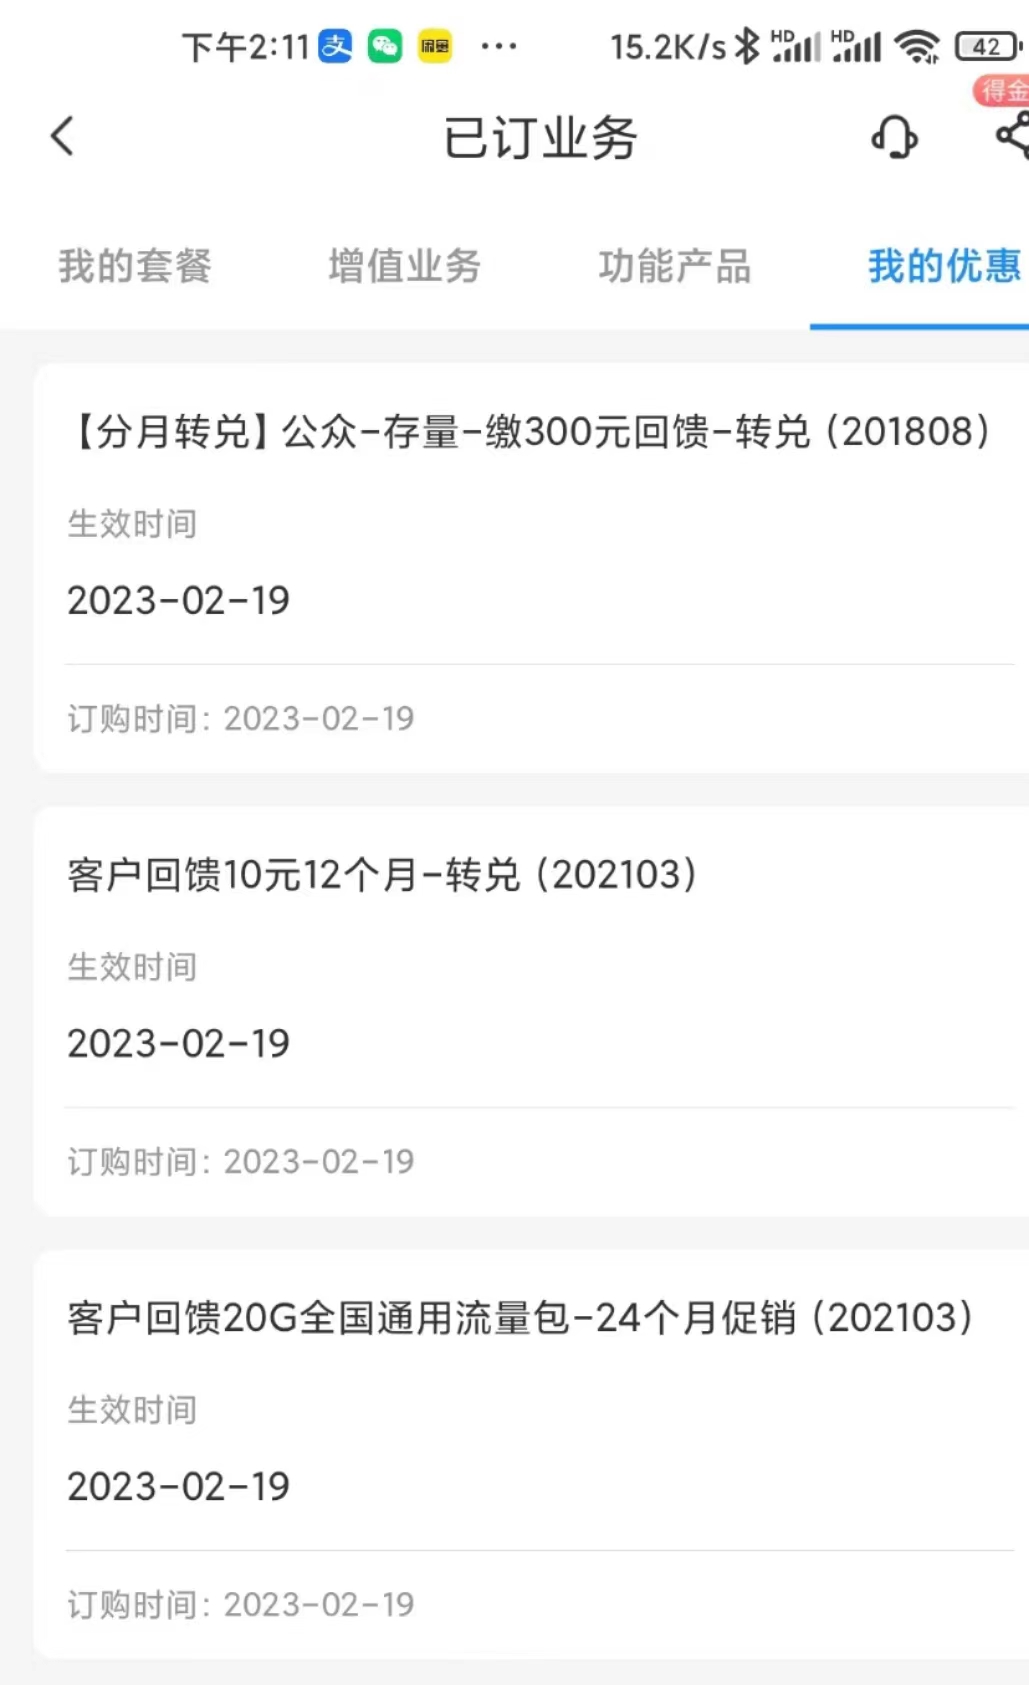 下午2:11 支 闲鱼 ... 15.2K/s HD HD 42
得金
已订业务
我的套餐 增值业务 功能产品 我的优惠
【分月转兑】公众-存量-缴300元回馈-转兑（201808）
生效时间
2023-02-19
订购时间：2023-02-19
客户回馈10元12个月-转兑（202103）
生效时间
2023-02-19
订购时间：2023-02-19
客户回馈20G全国通用流量包-24个月促销（202103）
生效时间
2023-02-19
订购时间：2023-02-19